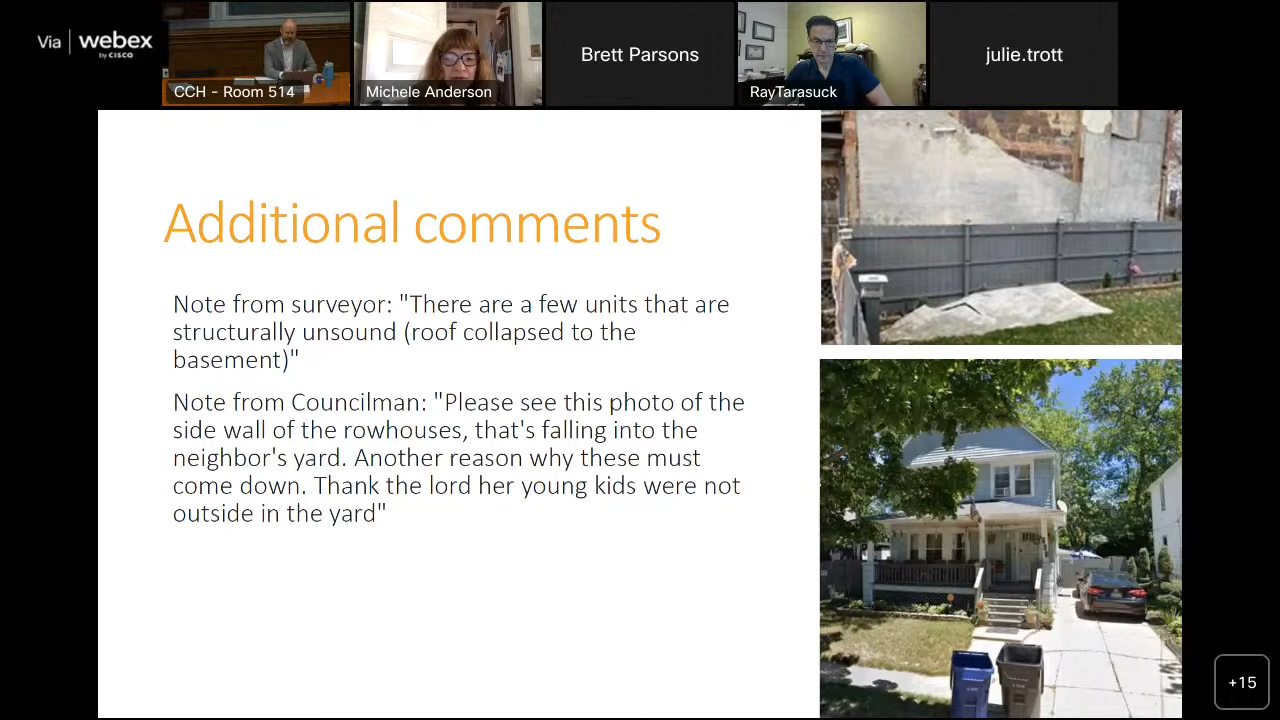 Via | webex
by CISCO
CCH - Room 514
Michele Anderson
Brett Parsons
RayTarasuck
julie.trott
Additional comments
Note from surveyor: "There are a few units that are
structurally unsound (roof collapsed to the
basement)"
Note from Councilman: "Please see this photo of the
side wall of the rowhouses, that's falling into the
neighbor's yard. Another reason why these must
come down. Thank the lord her young kids were not
outside in the yard"
+15